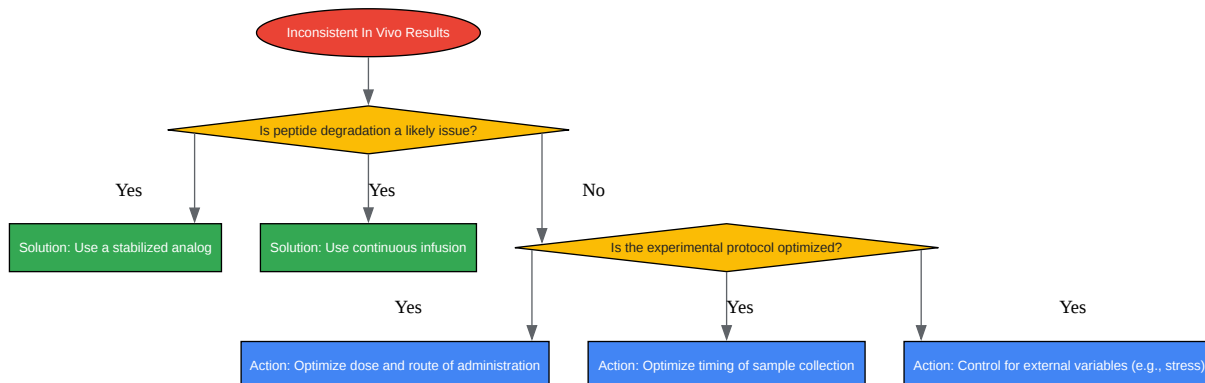 Inconsistent In Vivo Results
Is peptide degradation a likely issue?
Yes
Yes
No
Solution: Use a stabilized analog
Solution: Use continuous infusion
Is the experimental protocol optimized?
Yes
Yes
Yes
Action: Optimize dose and route of administration
Action: Optimize timing of sample collection
Action: Control for external variables (e.g., stress)